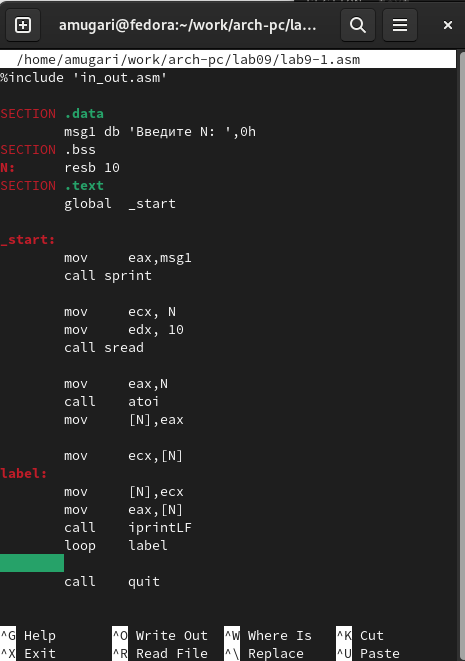 amugari@fedora:~/work/arch-pc/la...
/home/amugari/work/arch-pc/lab09/lab9-1.asm
%include 'in_out.asm'
SECTION .data
msg1 db 'Введите N: ',0h
SECTION .bss
N: resb 10
SECTION .text
global _start
_start:
mov eax,msg1
call sprint
mov ecx, N
mov edx, 10
call sread
mov eax,N
call atoi
mov [N],eax
mov ecx,[N]
label:
mov [N],ecx
mov eax,[N]
call iprintLF
loop label
call quit
^G Help ^O Write Out ^W Where Is ^K Cut
^X Exit ^R Read File ^\ Replace ^U Paste